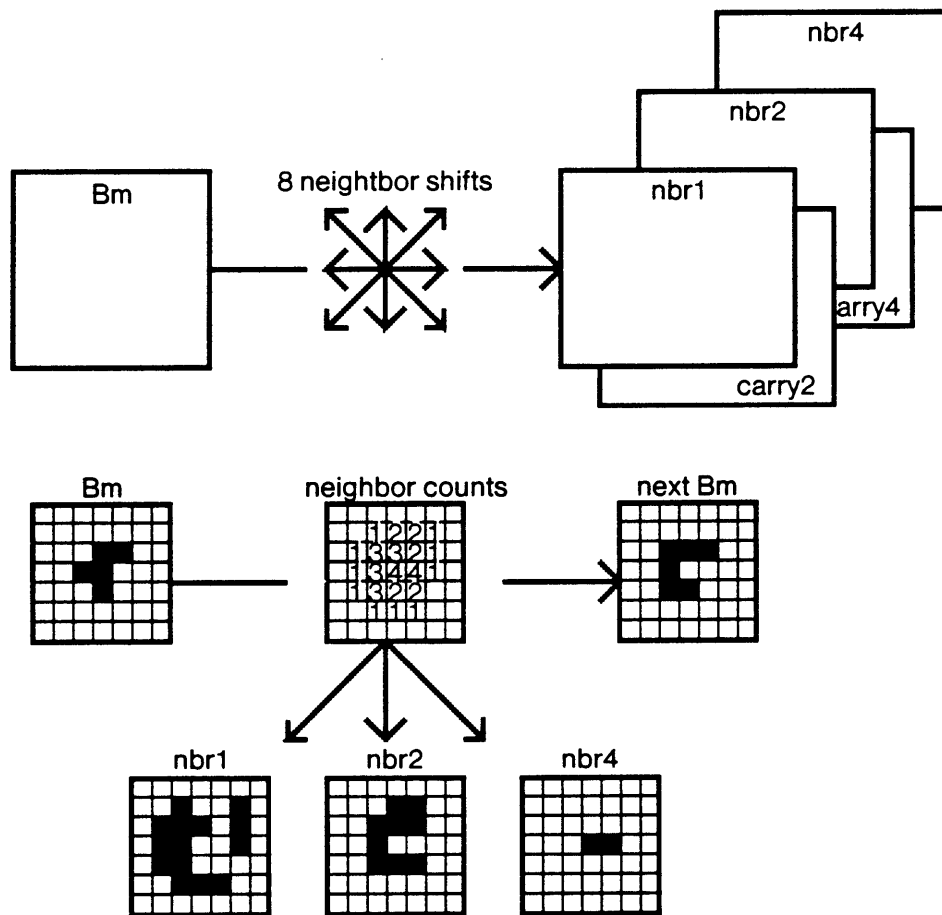 nbr4
nbr2
nbr1
Bm
8 neightbor shifts
arry4
carry2
Bm
neighbor counts
next Bm
1 2 2 1
1 3 3 2 1
1 3 4 4 1
1 3 2 2
1 1 1
nbr1
nbr2
nbr4